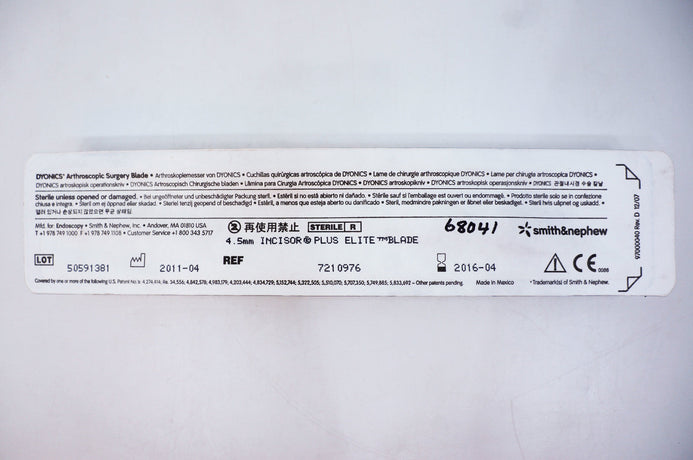 DYONICS® Arthroscopic Surgery Blade • Arthroskopiemesser von DYONICS • Cuchillas quirúrgicas artroscópica de DYONICS • Lame de chirurgie arthroscopique DYONICS • Lame per chirurgia artroscopica DYONICS •
DYONICS artroskopisk operationskniv • DYONICS Artroscopisch Chirurgische bladen • Lâmina para Cirurgia Artroscópica DYONICS • DYONICS artroskopikniv • DYONICS artroskopisk operasjonskniv • DYONICS 관절내시경 수술 칼날
Sterile unless opened or damaged. • Bei ungeöffneter und unbeschädigter Packung steril. • Estéril si no está abierto ni dañado. • Stérile sauf si l'emballage est ouvert ou endommagé. • Prodotto sterile solo se in confezione
chiusa e integra. • Steril om ej öppnad eller skadad. • Steriel tenzij geopend of beschadigd • Estéril, a menos que esteja aberto ou danificado • Steril, medmindre pakningen er åbnet eller beskadiget. • Steril hvis uåpnet og uskadd. •
열려 있거나 손상되지 않았으면 무균 상태임
Mfd. for: Endoscopy • Smith & Nephew, Inc. • Andover, MA 01810 USA
T +1 978 749 1000 F +1 978 749 1108 • Customer Service +1 800 343 5717
2 再使用禁止 STERILE R
68041
smith&nephew
4.5mm INCISOR® PLUS ELITE™ BLADE
LOT 50591381 2011-04 REF 7210976 2016-04 CE 0086
Covered by one or more of the following U.S. Patent Nos.'s: 4,274,414; Re. 34,556; 4,842,578; 4,983,179; 4,203,444; 4,834,729; 5,152,744; 5,322,505; 5,510,070; 5,707,350; 5,749,885; 5,833,692 – Other patents pending. Made in Mexico ™Trademark(s) of Smith & Nephew.
97000040 Rev. D 12/07